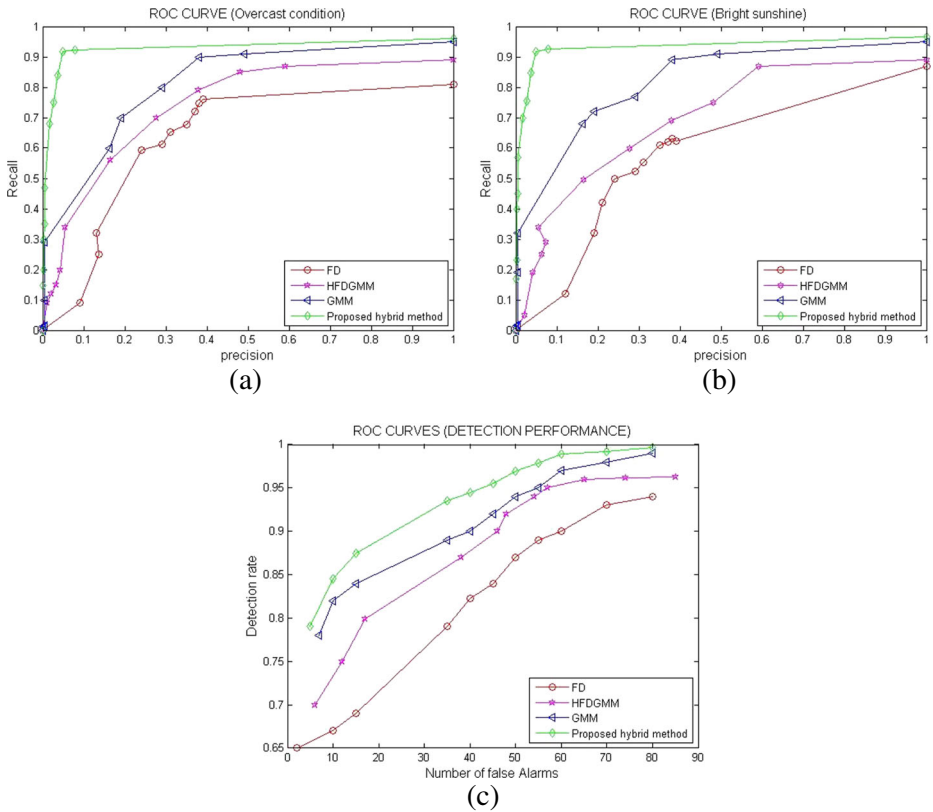 ROC CURVE (Overcast condition)
1
0.9
0.8
0.7
0.6
0.5
0.4
0.3
0.2
0.1
0
Recall
FD
HFDGMM
GMM
Proposed hybrid method
0 0.1 0.2 0.3 0.4 0.5 0.6 0.7 0.8 0.9 1
precision
(a)
ROC CURVE (Bright sunshine)
1
0.9
0.8
0.7
0.6
0.5
0.4
0.3
0.2
0.1
0
Recall
FD
HFDGMM
GMM
Proposed hybrid method
0 0.1 0.2 0.3 0.4 0.5 0.6 0.7 0.8 0.9 1
precision
(b)
ROC CURVES (DETECTION PERFORMANCE)
1
0.95
0.9
0.85
0.8
0.75
0.7
0.65
Detection rate
FD
HFDGMM
GMM
Proposed hybrid method
0 10 20 30 40 50 60 70 80 90
Number of false Alarms
(c)